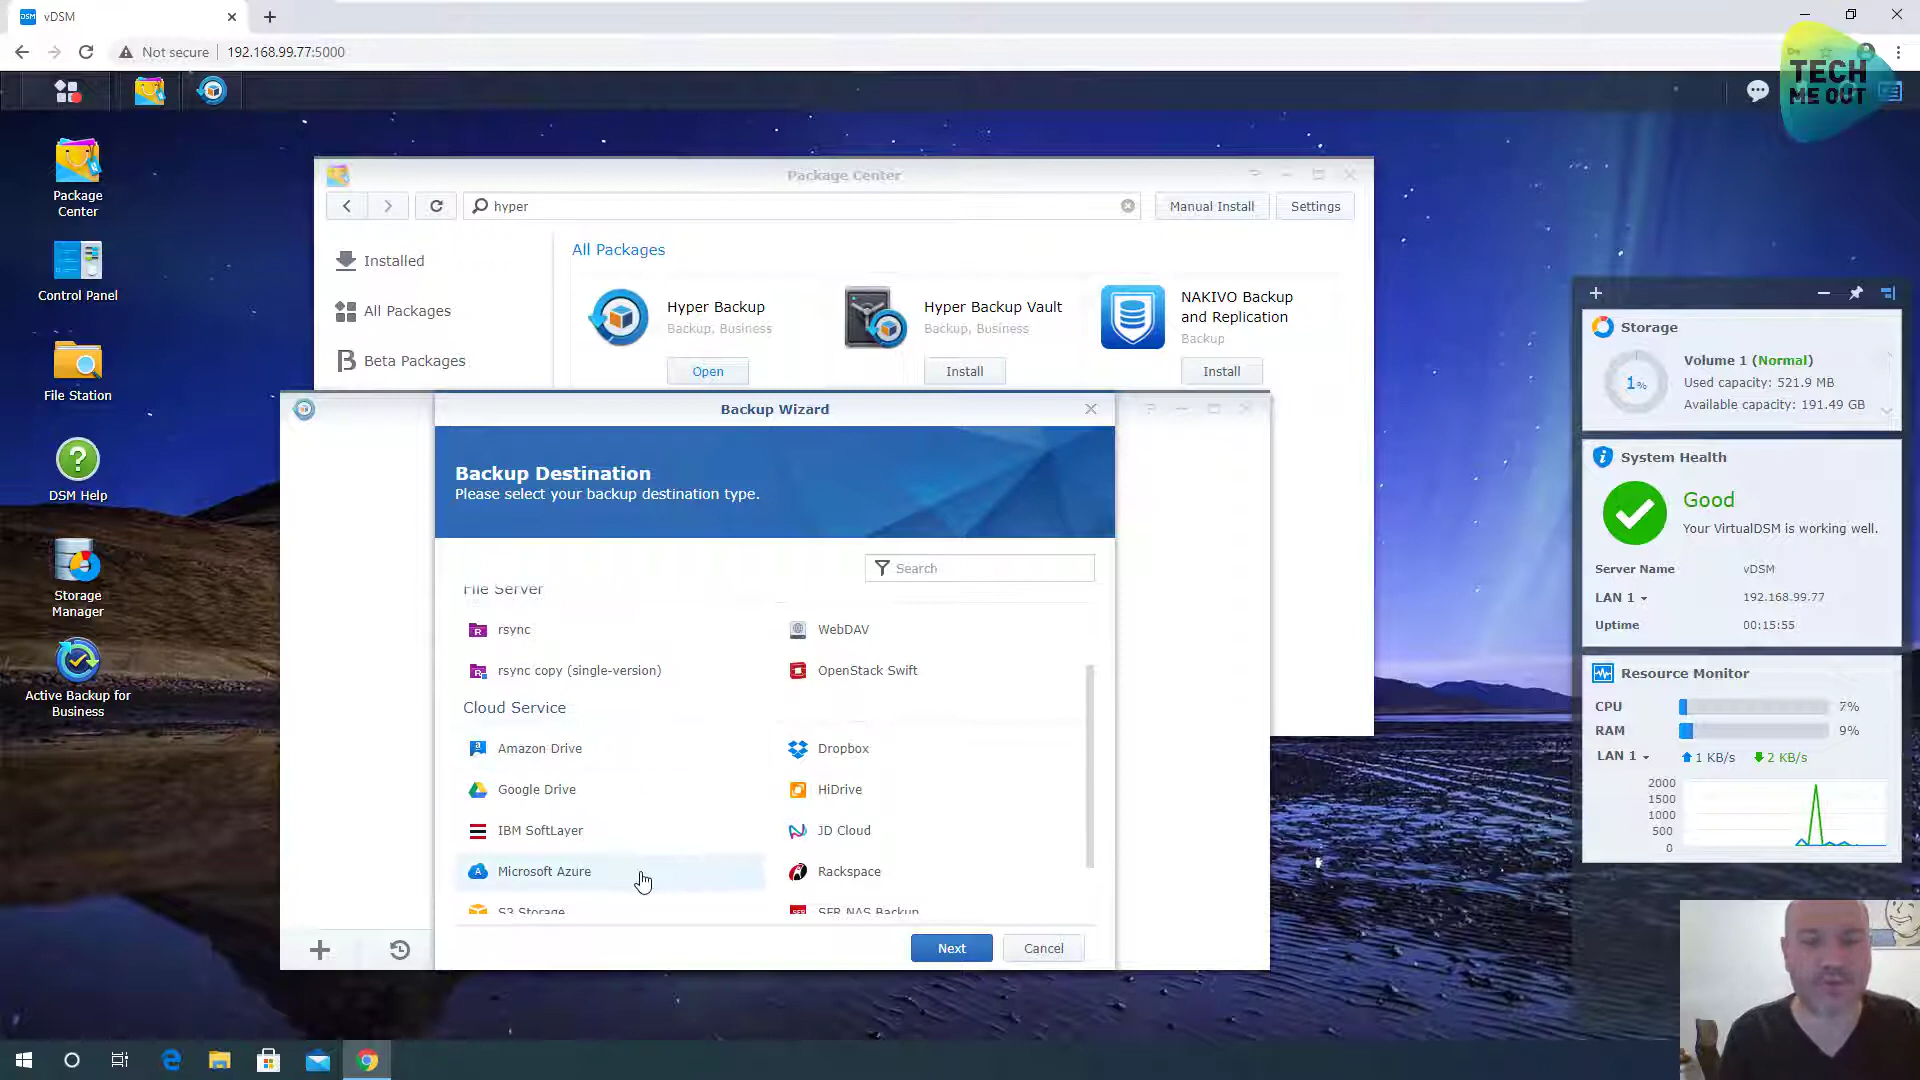 DSM
vDSM
Not secure
192.168.99.77:5000
TECH
ME OUT
Package
Center
Control Panel
File Station
DSM Help
Storage
Manager
Active Backup for
Business
Package Center
hyper
Manual Install
Settings
Installed
All Packages
Beta Packages
All Packages
Hyper Backup
Backup, Business
Open
Hyper Backup Vault
Backup, Business
Install
NAKIVO Backup
and Replication
Backup
Install
Backup Wizard
Backup Destination
Please select your backup destination type.
Search
File Server
rsync
WebDAV
rsync copy (single-version)
OpenStack Swift
Cloud Service
Amazon Drive
Dropbox
Google Drive
HiDrive
IBM SoftLayer
JD Cloud
Microsoft Azure
Rackspace
S3 Storage
SFR NAS Backup
Next
Cancel
Storage
1%
Volume 1 (Normal)
Used capacity: 521.9 MB
Available capacity: 191.49 GB
System Health
Good
Your VirtualDSM is working well.
Server Name
vDSM
LAN 1
192.168.99.77
Uptime
00:15:55
Resource Monitor
CPU
7%
RAM
9%
LAN 1
1 KB/s
2 KB/s
2000
1500
1000
500
0